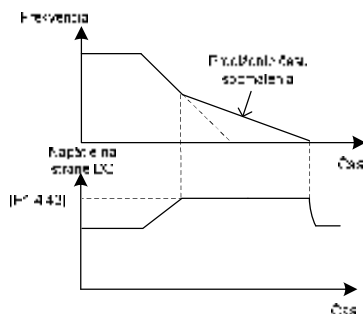 Frekvencia
Predĺženie času
spomalenia
Čas
Napätie na
strane DC
Čas